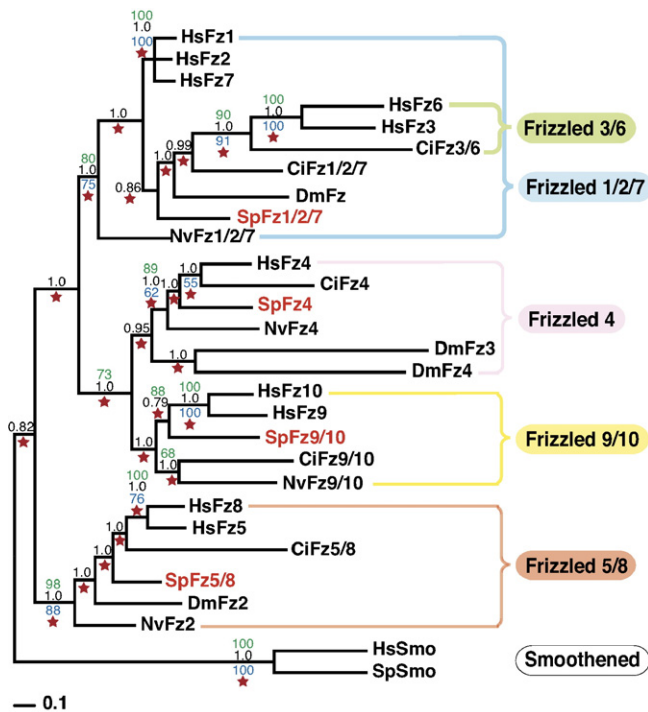 100
1.0
100
HsFz1
HsFz2
HsFz7
1.0
100
1.0
100
HsFz6
HsFz3
90
1.0
91
CiFz3/6
Frizzled 3/6
0.99
1.0
CiFz1/2/7
80
1.0
75
0.86
DmFz
Frizzled 1/2/7
SpFz1/2/7
NvFz1/2/7
1.0
HsFz4
89
1.0
62
1.0
1.0
55
CiFz4
SpFz4
Frizzled 4
0.95
NvFz4
1.0
DmFz3
DmFz4
73
1.0
88
0.79
100
1.0
100
HsFz10
HsFz9
0.82
SpFz9/10
Frizzled 9/10
1.0
68
1.0
CiFz9/10
NvFz9/10
100
1.0
76
HsFz8
HsFz5
1.0
CiFz5/8
Frizzled 5/8
1.0
1.0
SpFz5/8
98
1.0
88
DmFz2
NvFz2
100
1.0
100
HsSmo
SpSmo
Smoothened
0.1